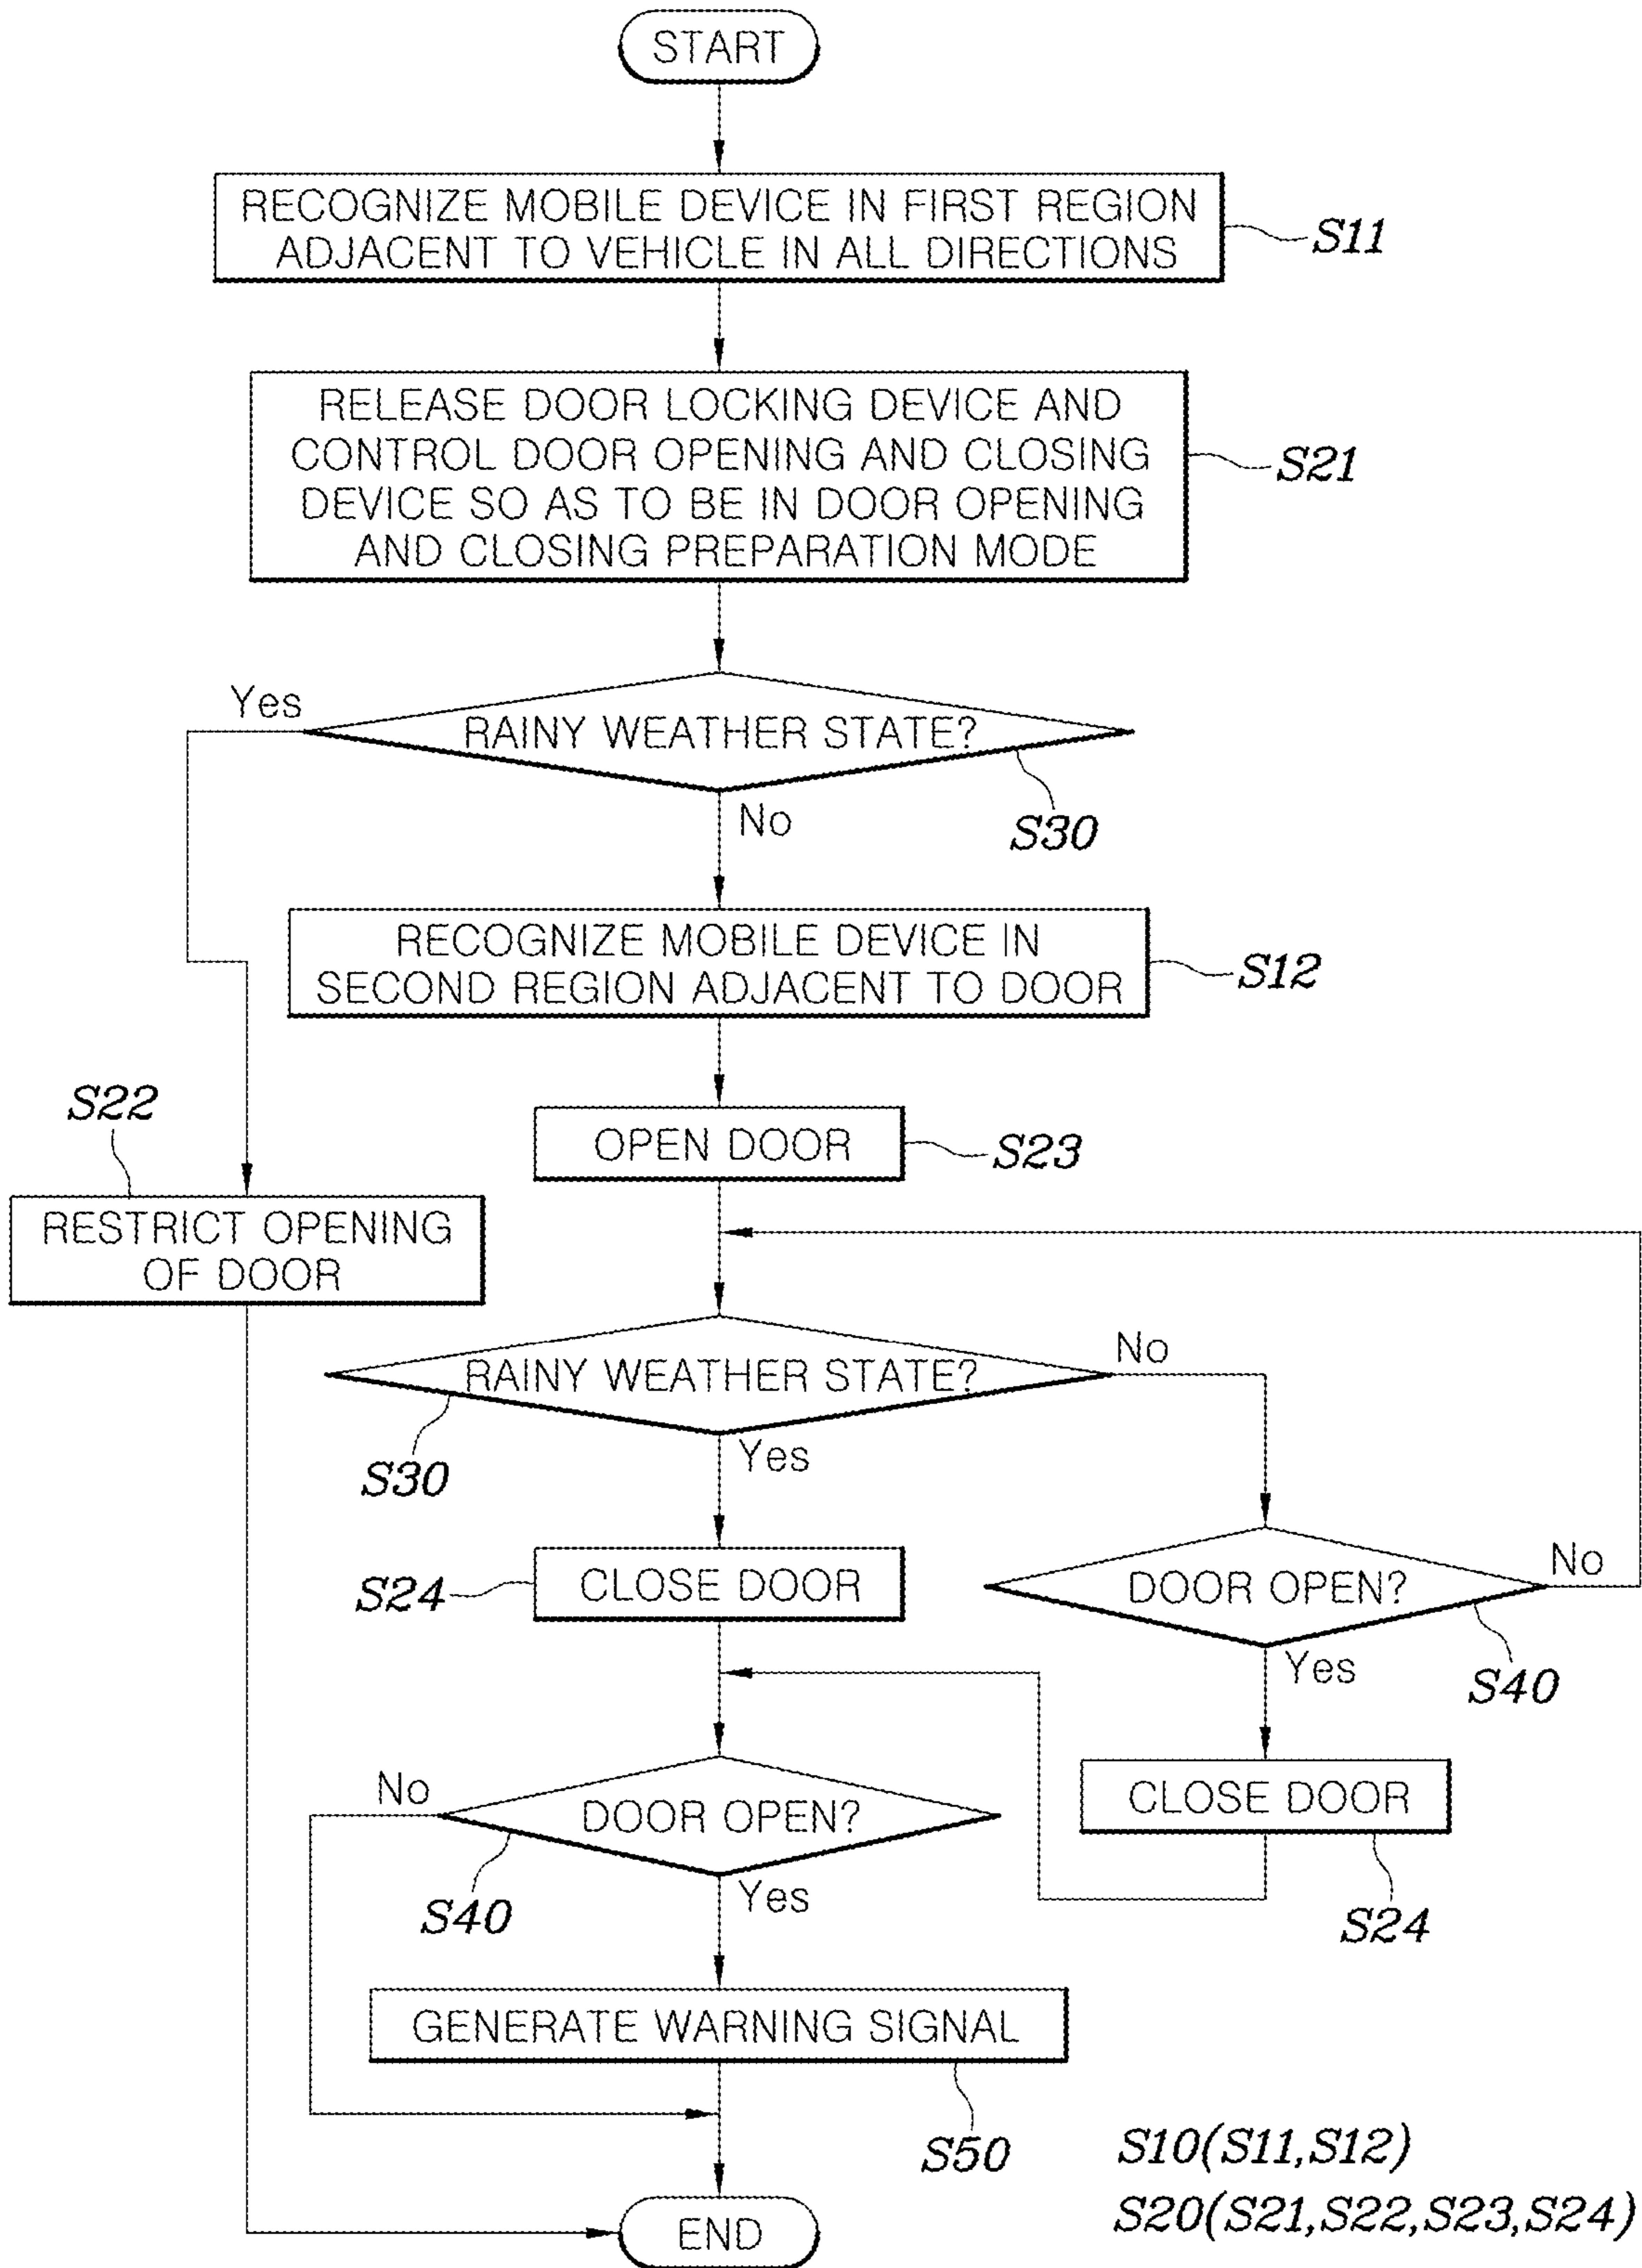 START
RECOGNIZE MOBILE DEVICE IN FIRST REGION
ADJACENT TO VEHICLE IN ALL DIRECTIONS
S11
RELEASE DOOR LOCKING DEVICE AND
CONTROL DOOR OPENING AND CLOSING
DEVICE SO AS TO BE IN DOOR OPENING
AND CLOSING PREPARATION MODE
S21
Yes
RAINY WEATHER STATE?
No
S30
RECOGNIZE MOBILE DEVICE IN
SECOND REGION ADJACENT TO DOOR
S12
S22
OPEN DOOR
S23
RESTRICT OPENING
OF DOOR
RAINY WEATHER STATE?
No
Yes
S30
S24
CLOSE DOOR
DOOR OPEN?
No
Yes
S40
No
DOOR OPEN?
CLOSE DOOR
Yes
S40
S24
GENERATE WARNING SIGNAL
S50
S10(S11,S12)
S20(S21,S22,S23,S24)
END